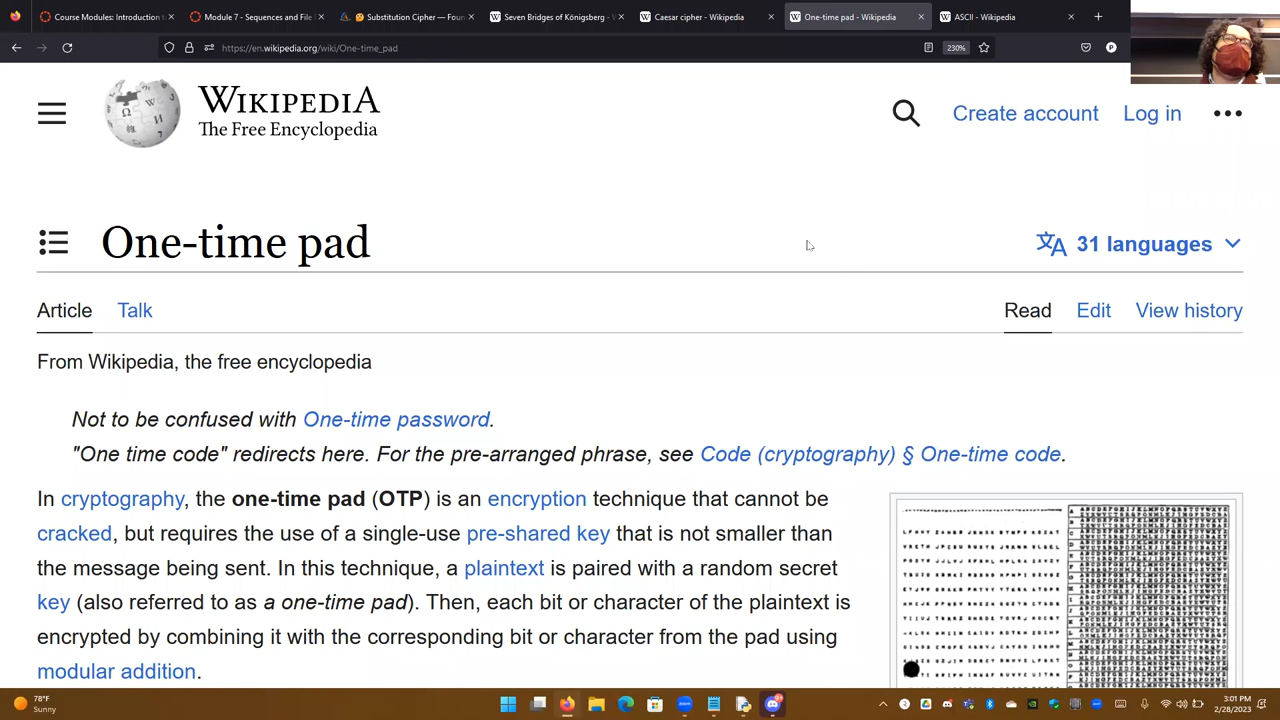 Course Modules: Introduction t
Module 7 - Sequences and File
Substitution Cipher — Foun
Seven Bridges of Königsberg - W
Caesar cipher - Wikipedia
One-time pad - Wikipedia
ASCII - Wikipedia
https://en.wikipedia.org/wiki/One-time_pad
230%
WIKIPEDIA
The Free Encyclopedia
Create account
Log in
One-time pad
31 languages
Article
Talk
Read
Edit
View history
From Wikipedia, the free encyclopedia
Not to be confused with One-time password.
"One time code" redirects here. For the pre-arranged phrase, see Code (cryptography) § One-time code.
In cryptography, the one-time pad (OTP) is an encryption technique that cannot be
cracked, but requires the use of a single-use pre-shared key that is not smaller than
the message being sent. In this technique, a plaintext is paired with a random secret
key (also referred to as a one-time pad). Then, each bit or character of the plaintext is
encrypted by combining it with the corresponding bit or character from the pad using
modular addition.
78°F
Sunny
3:01 PM
2/28/2023